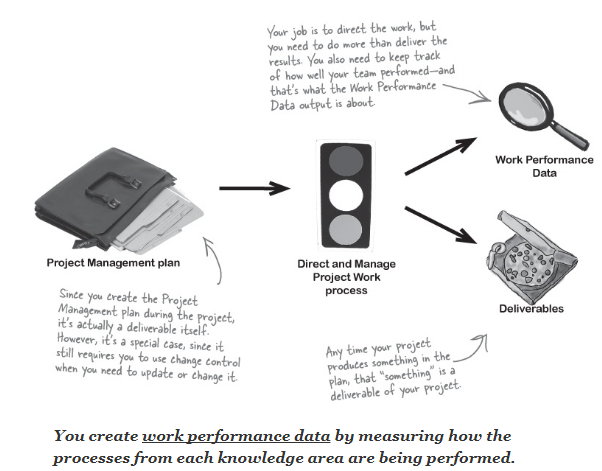 Your job is to direct the work, but
you need to do more than deliver the
results. You also need to keep track
of how well your team performed—and
that's what the Work Performance
Data output is about.
Work Performance
Data
Project Management plan
Direct and Manage
Project Work
process
Deliverables
Since you create the Project
Management plan during the project,
it's actually a deliverable itself.
However, it's a special case, since it
still requires you to use change control
when you need to update or change it.
Any time your project
produces something in the
plan, that "something" is a
deliverable of your project.
You create work performance data by measuring how the
processes from each knowledge area are being performed.